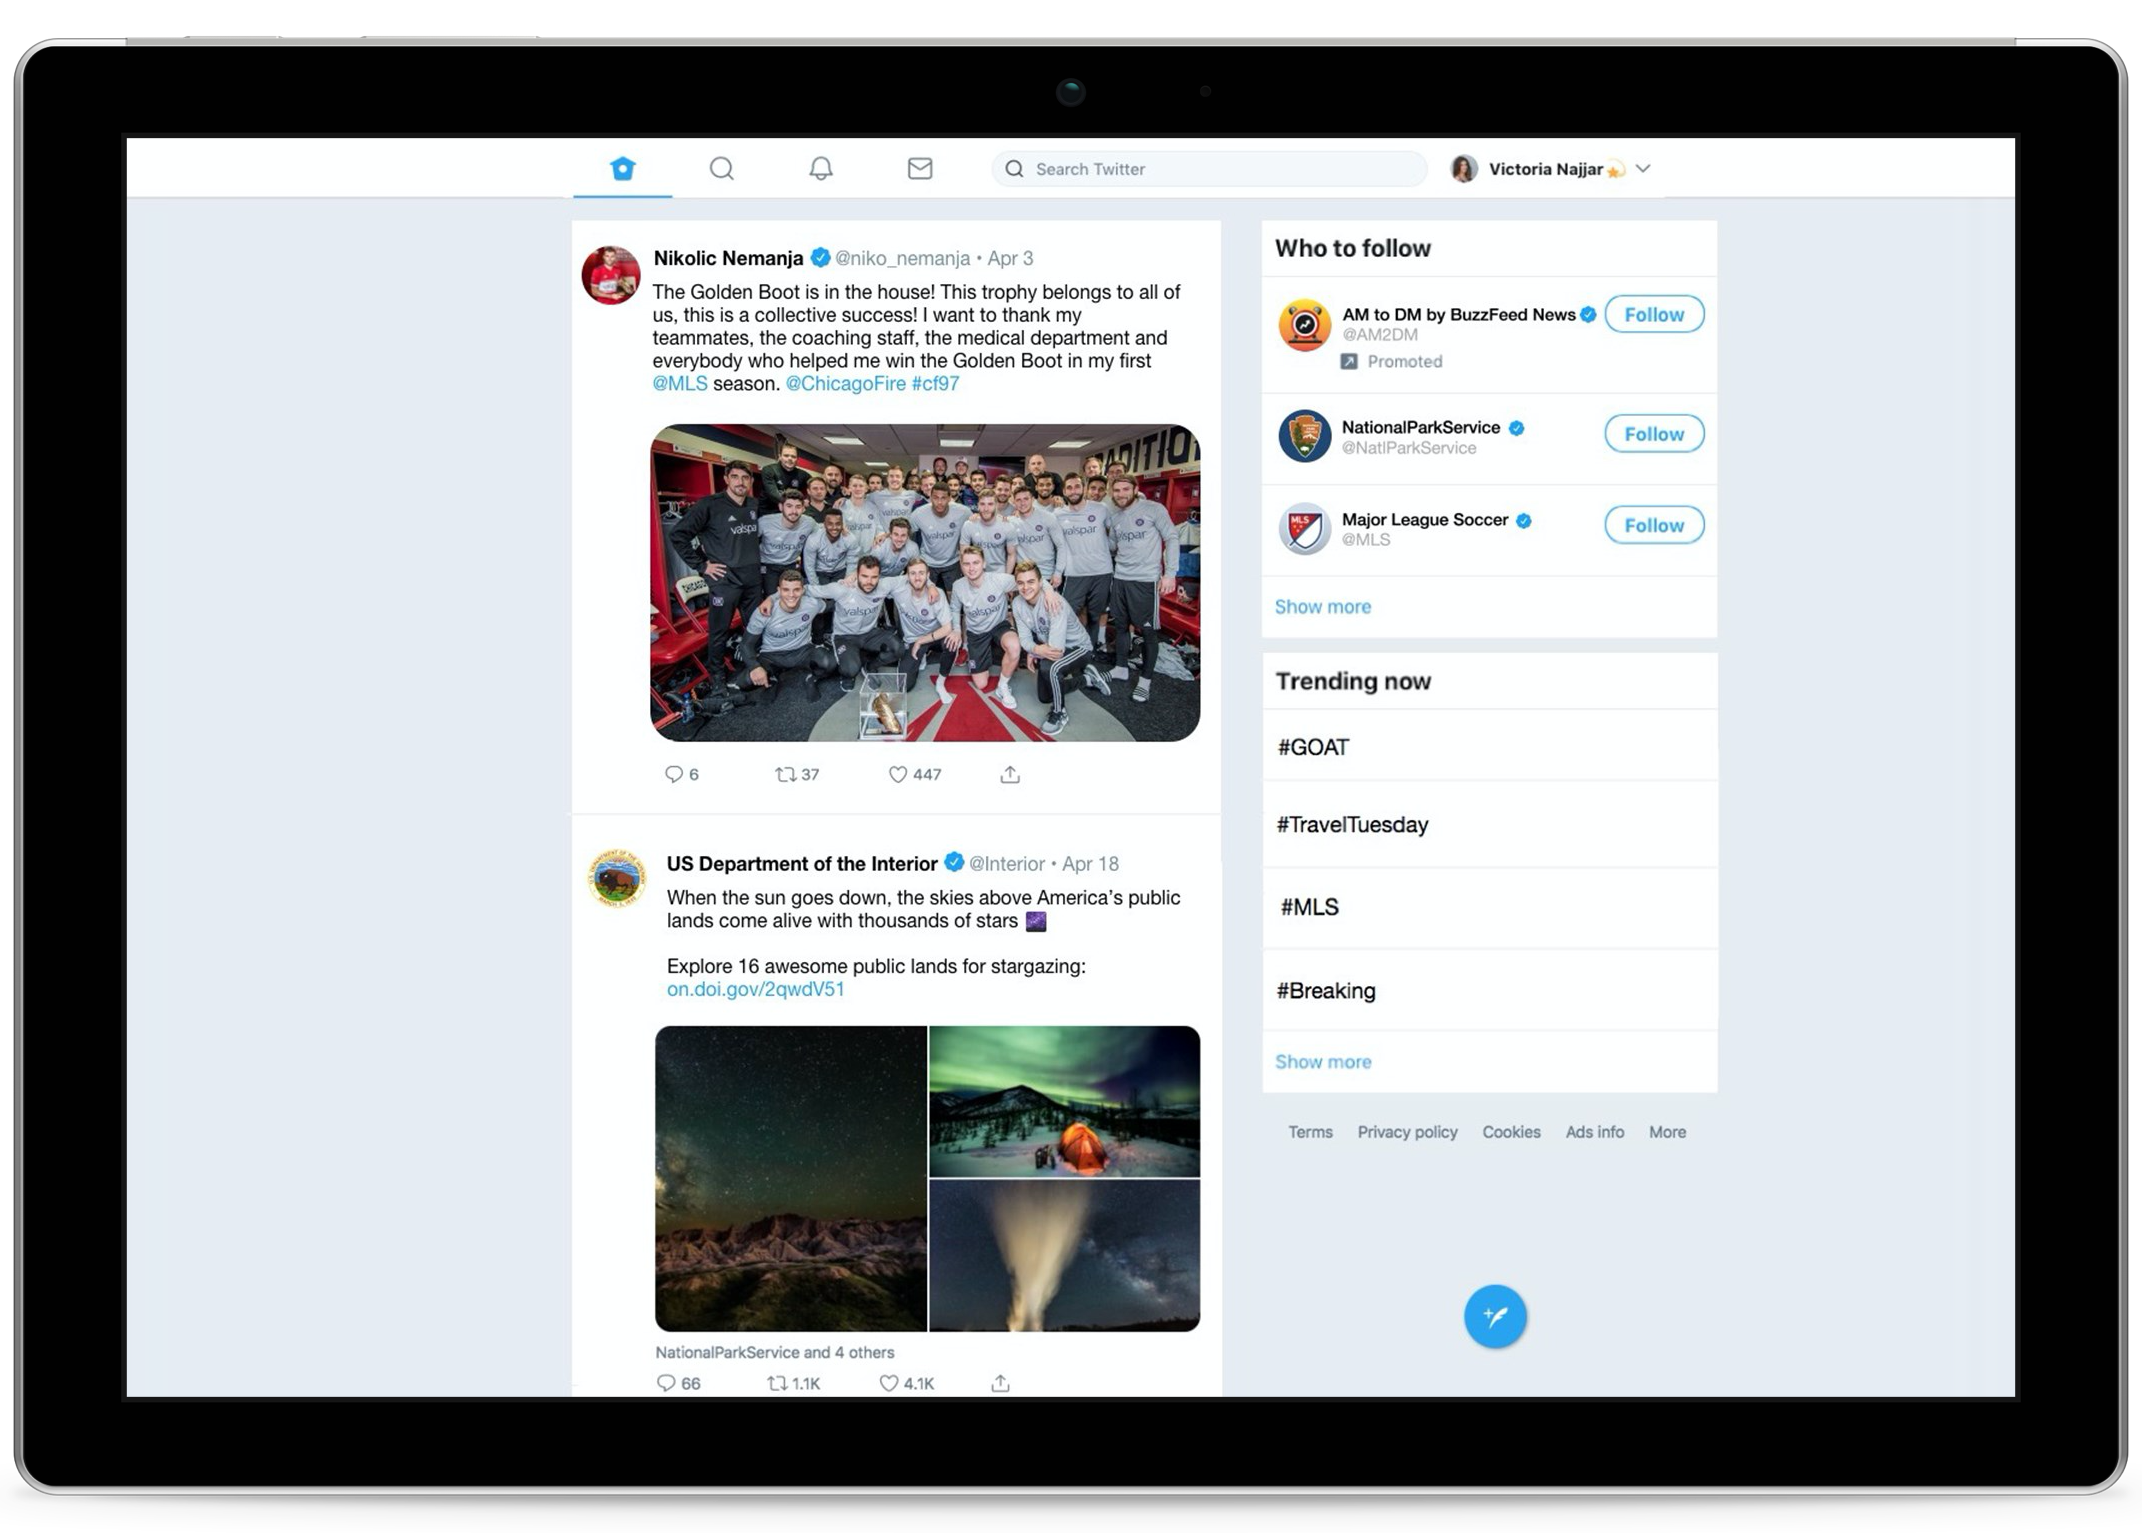 Search Twitter
Victoria Najjar💫
Nikolic Nemanja @niko_nemanja • Apr 3
The Golden Boot is in the house! This trophy belongs to all of
us, this is a collective success! I want to thank my
teammates, the coaching staff, the medical department and
everybody who helped me win the Golden Boot in my first
@MLS season. @ChicagoFire #cf97
ADITIO
valspar
valspar
valspar
valspar
valspar
6 37 447
US Department of the Interior @Interior • Apr 18
When the sun goes down, the skies above America’s public
lands come alive with thousands of stars 🌌
Explore 16 awesome public lands for stargazing:
on.doi.gov/2qwdV51
NationalParkService and 4 others
66 1.1K 4.1K
Who to follow
AM to DM by BuzzFeed News Follow
@AM2DM
Promoted
NationalParkService Follow
@NatlParkService
MLS
Major League Soccer Follow
@MLS
Show more
Trending now
#GOAT
#TravelTuesday
#MLS
#Breaking
Show more
Terms Privacy policy Cookies Ads info More